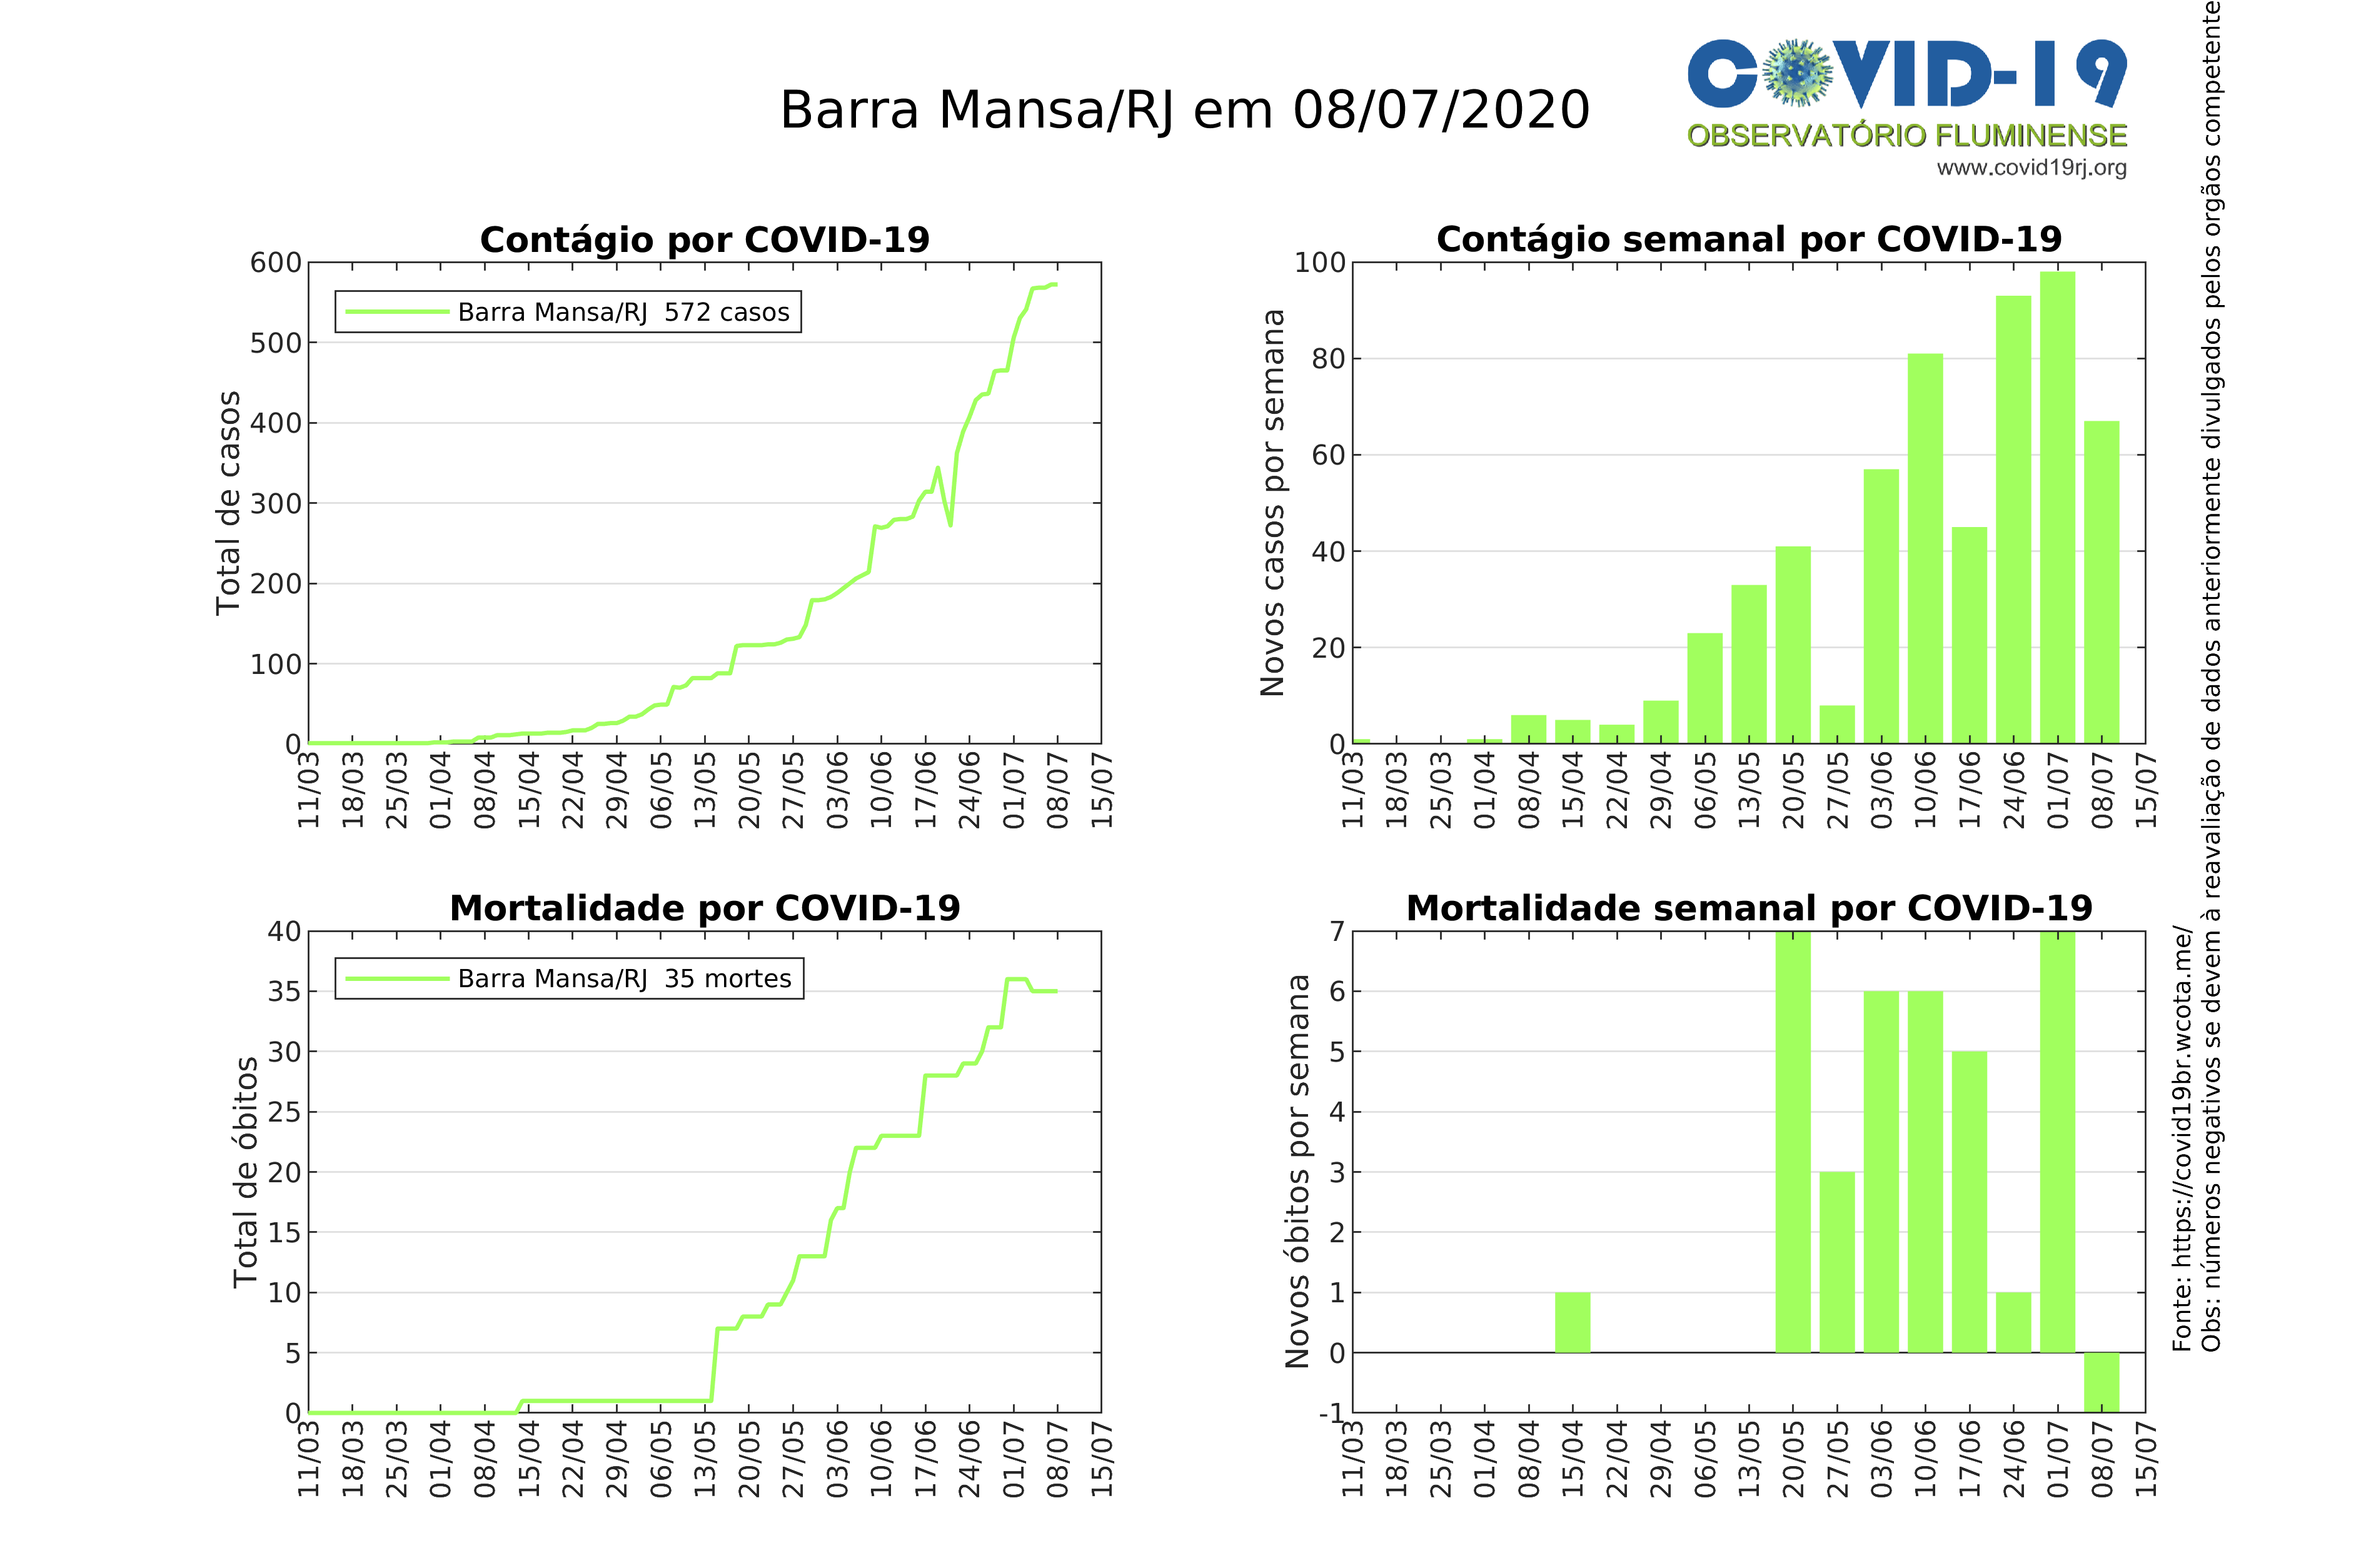 Barra Mansa/RJ em 08/07/2020
COVID-19
OBSERVATÓRIO FLUMINENSE
www.covid19rj.org
Contágio por COVID-19
Total de casos
600
500
400
300
200
100
0
Barra Mansa/RJ 572 casos
11/03 18/03 25/03 01/04 08/04 15/04 22/04 29/04 06/05 13/05 20/05 27/05 03/06 10/06 17/06 24/06 01/07 08/07 15/07
Contágio semanal por COVID-19
Novos casos por semana
100
80
60
40
20
0
11/03 18/03 25/03 01/04 08/04 15/04 22/04 29/04 06/05 13/05 20/05 27/05 03/06 10/06 17/06 24/06 01/07 08/07 15/07
Mortalidade por COVID-19
Total de óbitos
40
35
30
25
20
15
10
5
0
Barra Mansa/RJ 35 mortes
11/03 18/03 25/03 01/04 08/04 15/04 22/04 29/04 06/05 13/05 20/05 27/05 03/06 10/06 17/06 24/06 01/07 08/07 15/07
Mortalidade semanal por COVID-19
Novos óbitos por semana
7
6
5
4
3
2
1
0
-1
11/03 18/03 25/03 01/04 08/04 15/04 22/04 29/04 06/05 13/05 20/05 27/05 03/06 10/06 17/06 24/06 01/07 08/07 15/07
Fonte: https://covid19br.wcota.me/
Obs: números negativos se devem à reavaliação de dados anteriormente divulgados pelos orgãos competente